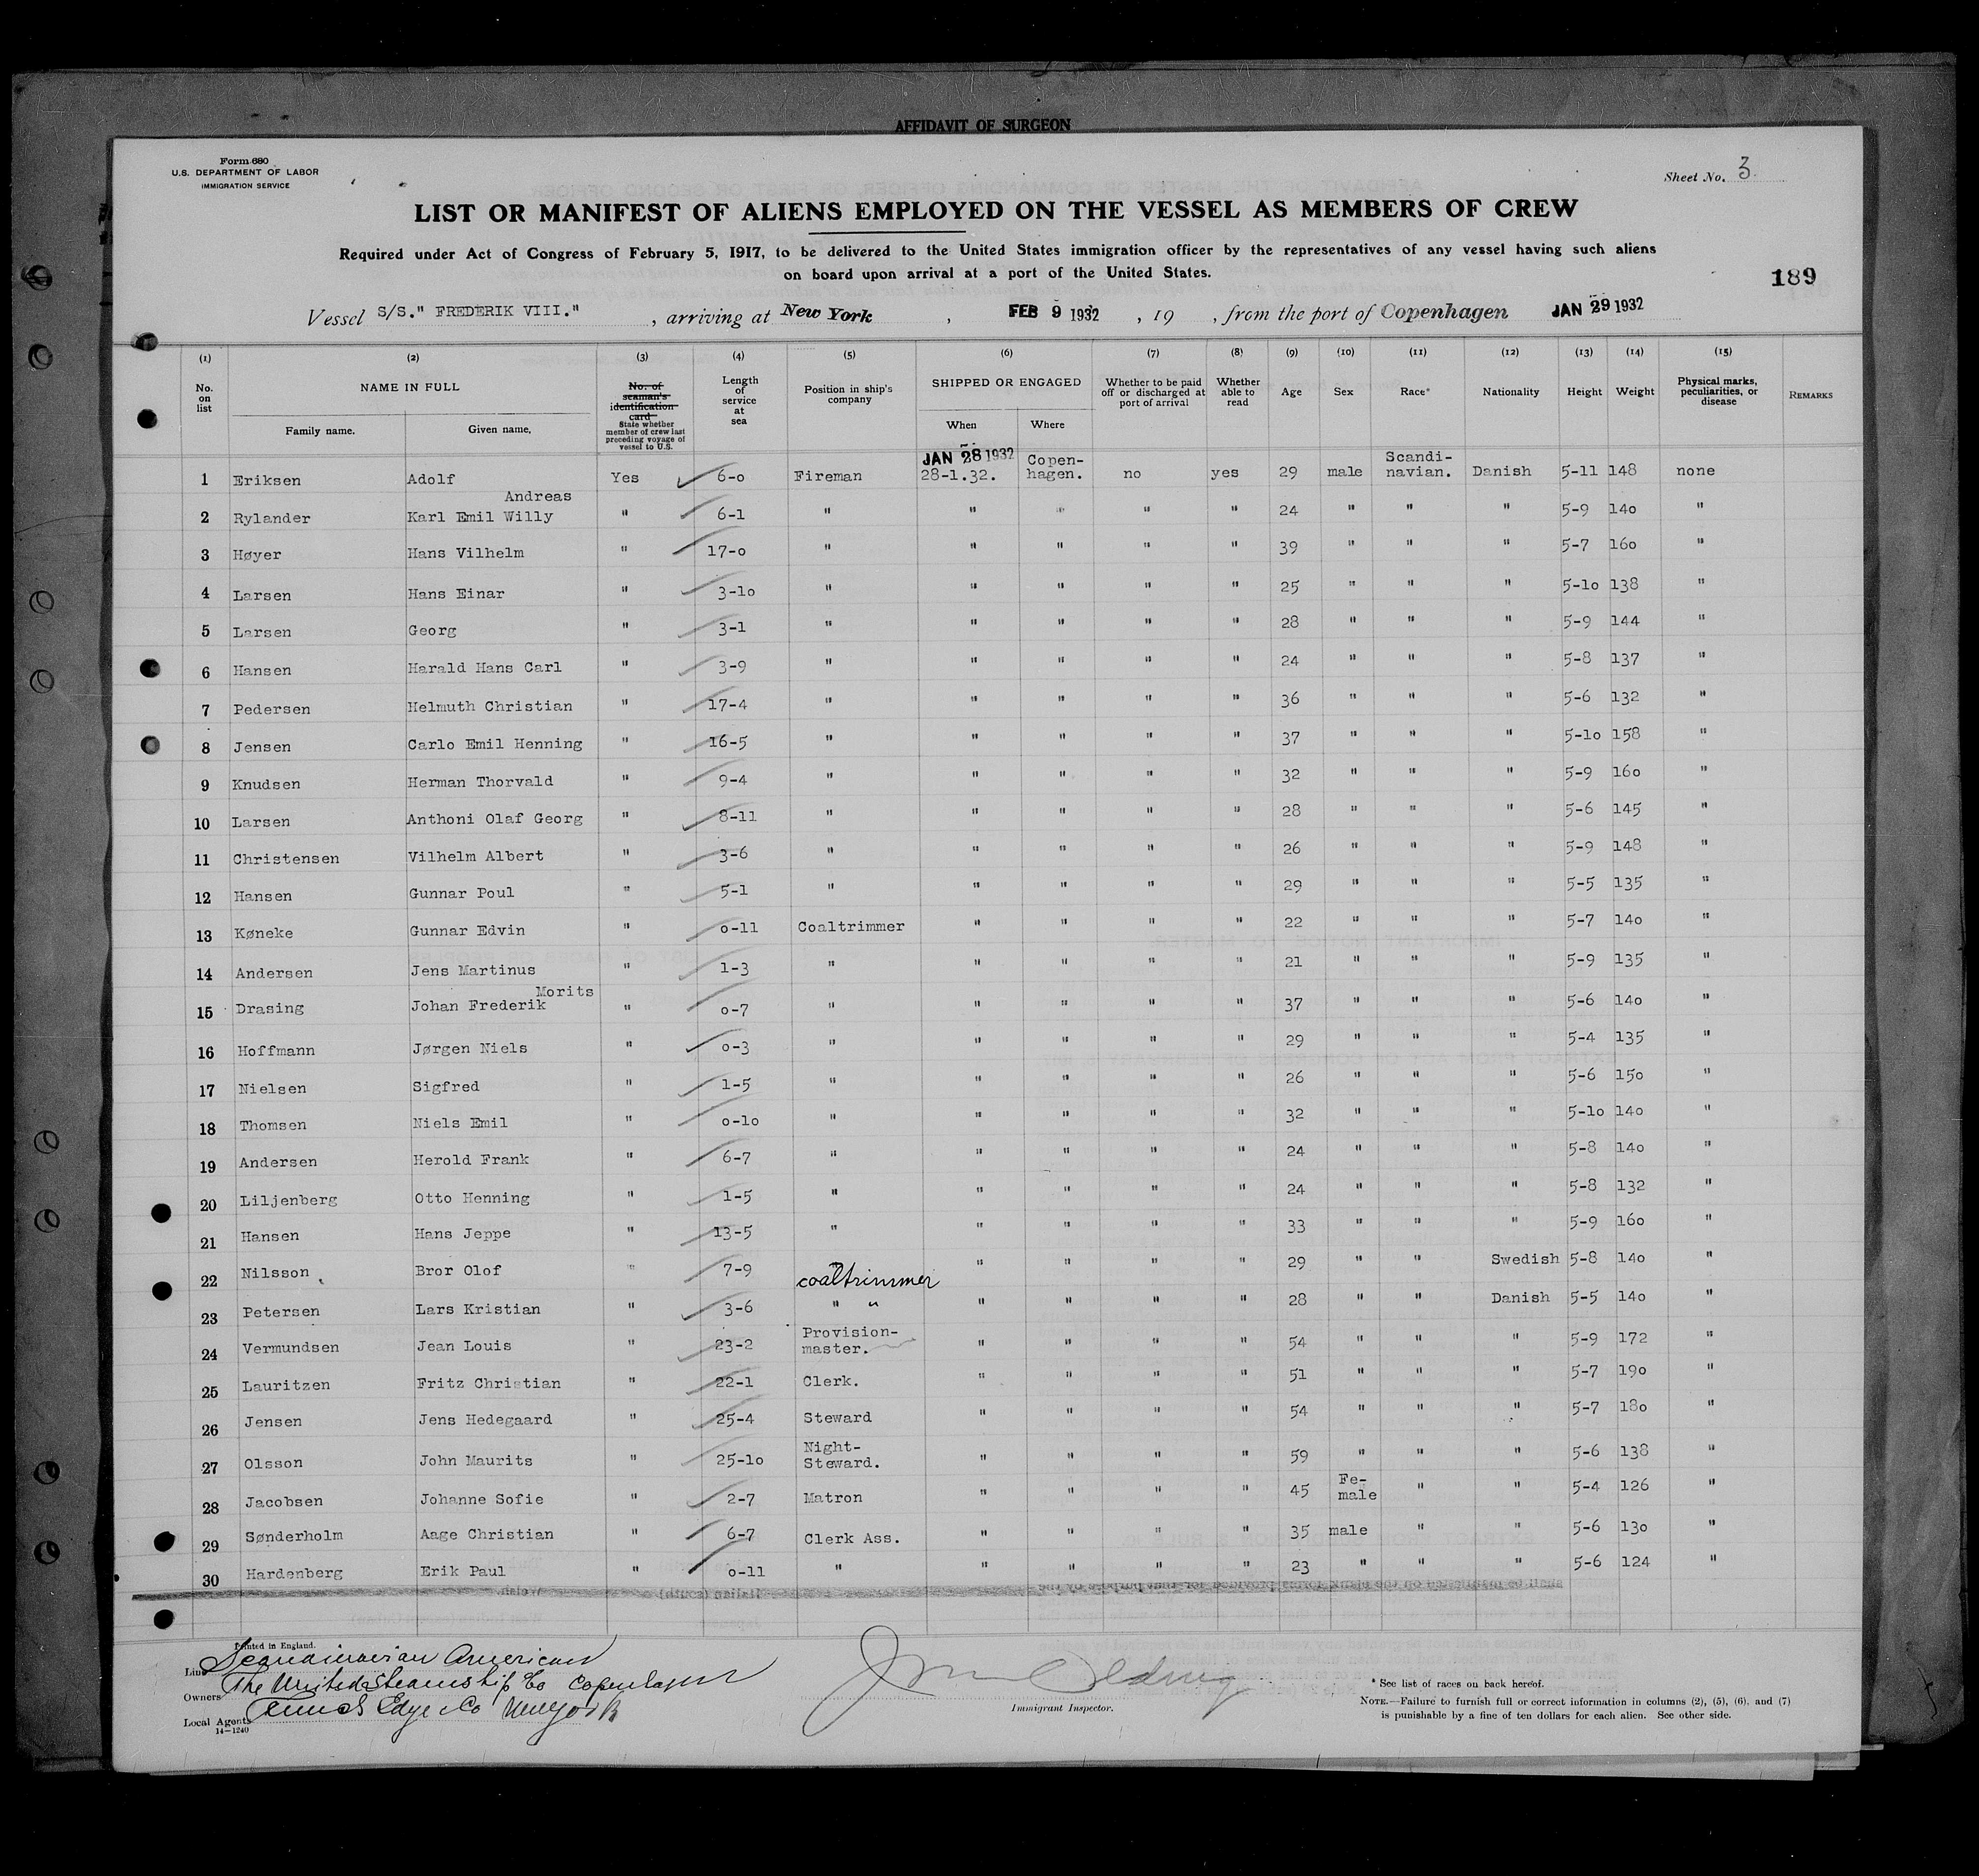 AFFIDAVIT OF SURGEON
Form 680
U.S. DEPARTMENT OF LABOR
IMMIGRATION SERVICE
Sheet No. 3
LIST OR MANIFEST OF ALIENS EMPLOYED ON THE VESSEL AS MEMBERS OF CREW
Required under Act of Congress of February 5, 1917, to be delivered to the United States immigration officer by the representatives of any vessel having such aliens
on board upon arrival at a port of the United States.
189
Vessel S/S." FREDERIK VIII." , arriving at New York , FEB 9 1932 , 19 , from the port of Copenhagen JAN 29 1932
(1) (2) (3) (4) (5) (6) (7) (8) (9) (10) (11) (12) (13) (14) (15)
No. on list
NAME IN FULL
Family name. Given name.
No. of seaman's identification card
State whether member of crew last preceding voyage of vessel to U.S.
Length of service at sea
Position in ship's company
SHIPPED OR ENGAGED
When Where
Whether to be paid off or discharged at port of arrival
Whether able to read
Age
Sex
Race*
Nationality
Height
Weight
Physical marks, peculiarities, or disease
REMARKS
JAN 28 1932
1 Eriksen Adolf Yes 6-0 Fireman 28-1.32. Copen-hagen. no yes 29 male Scandi-navian. Danish 5-11 148 none
2 Rylander Karl Emil Willy Andreas " 6-1 " " " " " 24 " " " 5-9 140 "
3 Høyer Hans Vilhelm " 17-0 " " " " " 39 " " " 5-7 160 "
4 Larsen Hans Einar " 3-10 " " " " " 25 " " " 5-10 138 "
5 Larsen Georg " 3-1 " " " " " 28 " " " 5-9 144 "
6 Hansen Harald Hans Carl " 3-9 " " " " " 24 " " " 5-8 137 "
7 Pedersen Helmuth Christian " 17-4 " " " " " 36 " " " 5-6 132 "
8 Jensen Carlo Emil Henning " 16-5 " " " " " 37 " " " 5-10 158 "
9 Knudsen Herman Thorvald " 9-4 " " " " " 32 " " " 5-9 160 "
10 Larsen Anthoni Olaf Georg " 8-11 " " " " " 28 " " " 5-6 145 "
11 Christensen Vilhelm Albert " 3-6 " " " " " 26 " " " 5-9 148 "
12 Hansen Gunnar Poul " 5-1 " " " " " 29 " " " 5-5 135 "
13 Køneke Gunnar Edvin " 0-11 Coaltrimmer " " " " 22 " " " 5-7 140 "
14 Andersen Jens Martinus " 1-3 " " " " " 21 " " " 5-9 135 "
15 Drasing Johan Frederik Morits " 0-7 " " " " " 37 " " " 5-6 140 "
16 Hoffmann Jørgen Niels " 0-3 " " " " " 29 " " " 5-4 135 "
17 Nielsen Sigfred " 1-5 " " " " " 26 " " " 5-6 150 "
18 Thomsen Niels Emil " 0-10 " " " " " 32 " " " 5-10 140 "
19 Andersen Herold Frank " 6-7 " " " " " 24 " " " 5-8 140 "
20 Liljenberg Otto Henning " 1-5 " " " " " 24 " " " 5-8 132 "
21 Hansen Hans Jeppe " 13-5 " " " " " 33 " " " 5-9 160 "
22 Nilsson Bror Olof " 7-9 coaltrimmer " " " " 29 " " Swedish 5-8 140 "
23 Petersen Lars Kristian " 3-6 " " " " " " 28 " " Danish 5-5 140 "
24 Vermundsen Jean Louis " 23-2 Provision-master. " " " " 54 " " " 5-9 172 "
25 Lauritzen Fritz Christian " 22-1 Clerk. " " " " 51 " " " 5-7 190 "
26 Jensen Jens Hedegaard " 25-4 Steward " " " " 54 " " " 5-7 180 "
27 Olsson John Maurits " 25-10 Night-Steward. " " " " 59 " " " 5-6 138 "
28 Jacobsen Johanne Sofie " 2-7 Matron " " " " 45 Fe-male " " 5-4 126 "
29 Sønderholm Aage Christian " 6-7 Clerk Ass. " " " " 35 male " " 5-6 130 "
30 Hardenberg Erik Paul " 0-11 " " " " " 23 " " " 5-6 124 "
Printed in England.
Line Scandinavian American
Owners The United Steamship Co Copenhagen
Local Agents Funch Edye & Co New York
14-1240
Immigrant Inspector.
* See list of races on back hereof.
NOTE.—Failure to furnish full or correct information in columns (2), (5), (6), and (7)
is punishable by a fine of ten dollars for each alien. See other side.